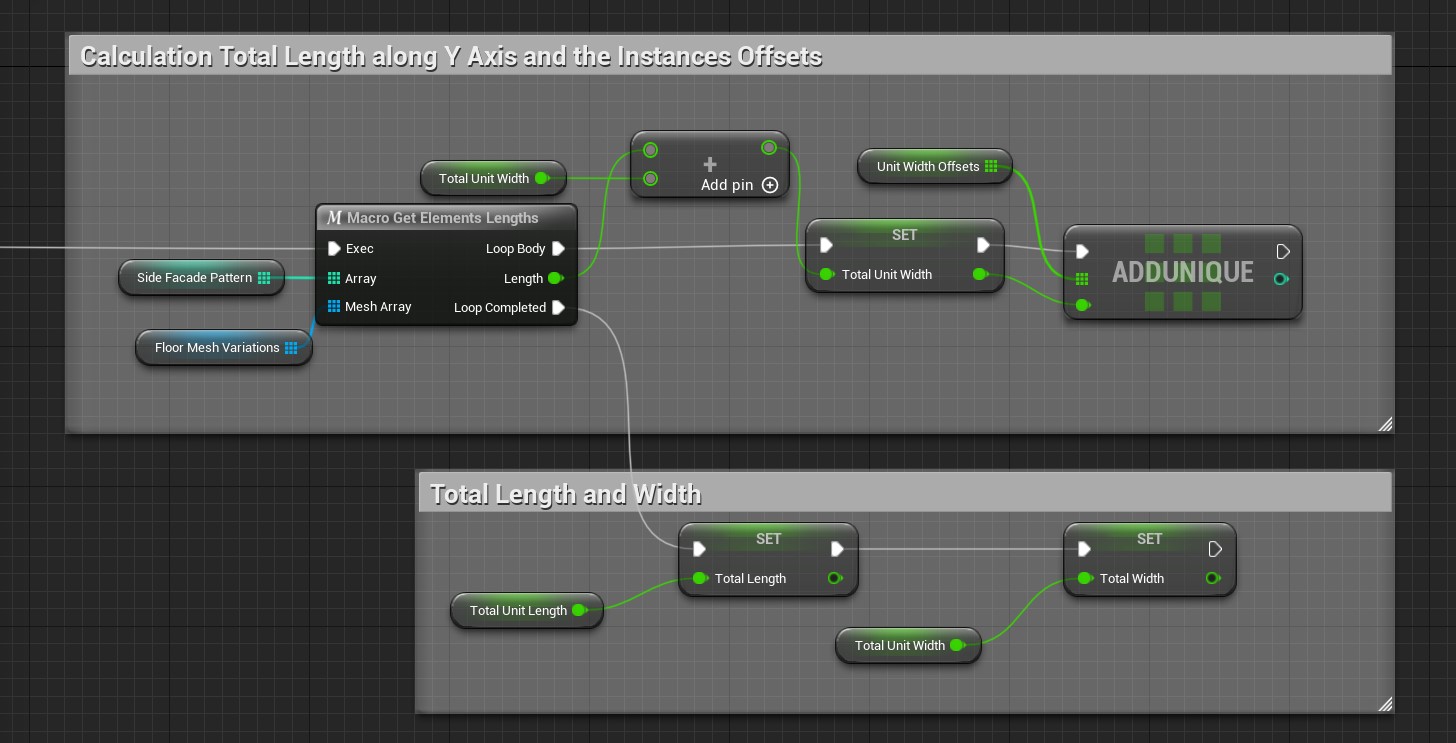 Calculation Total Length along Y Axis and the Instances Offsets
Total Unit Width
+
Add pin
Unit Width Offsets
M Macro Get Elements Lengths
Exec
Loop Body
SET
Side Facade Pattern
Array
Length
Total Unit Width
ADDUNIQUE
Mesh Array
Loop Completed
Floor Mesh Variations
Total Length and Width
SET
SET
Total Length
Total Width
Total Unit Length
Total Unit Width